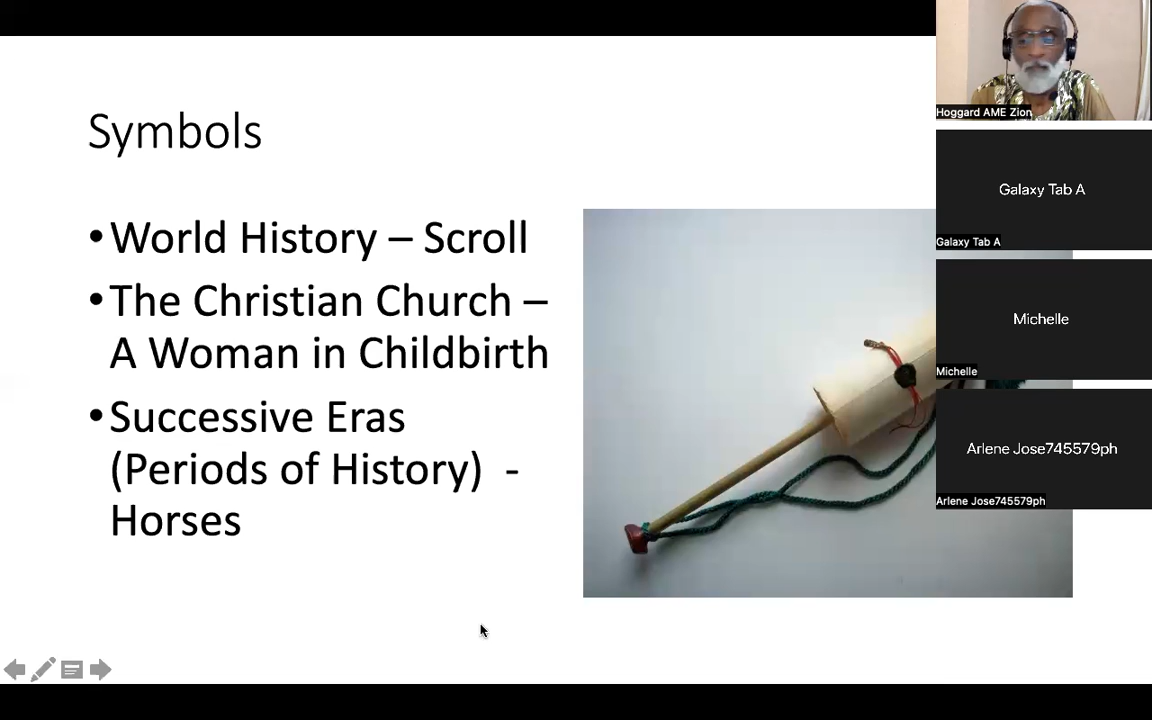 Symbols
•World History – Scroll
•The Christian Church –
A Woman in Childbirth
•Successive Eras
(Periods of History)  -
Horses
Hoggard AME Zion
Galaxy Tab A
Galaxy Tab A
Michelle
Michelle
Arlene Jose745579ph
Arlene Jose745579ph